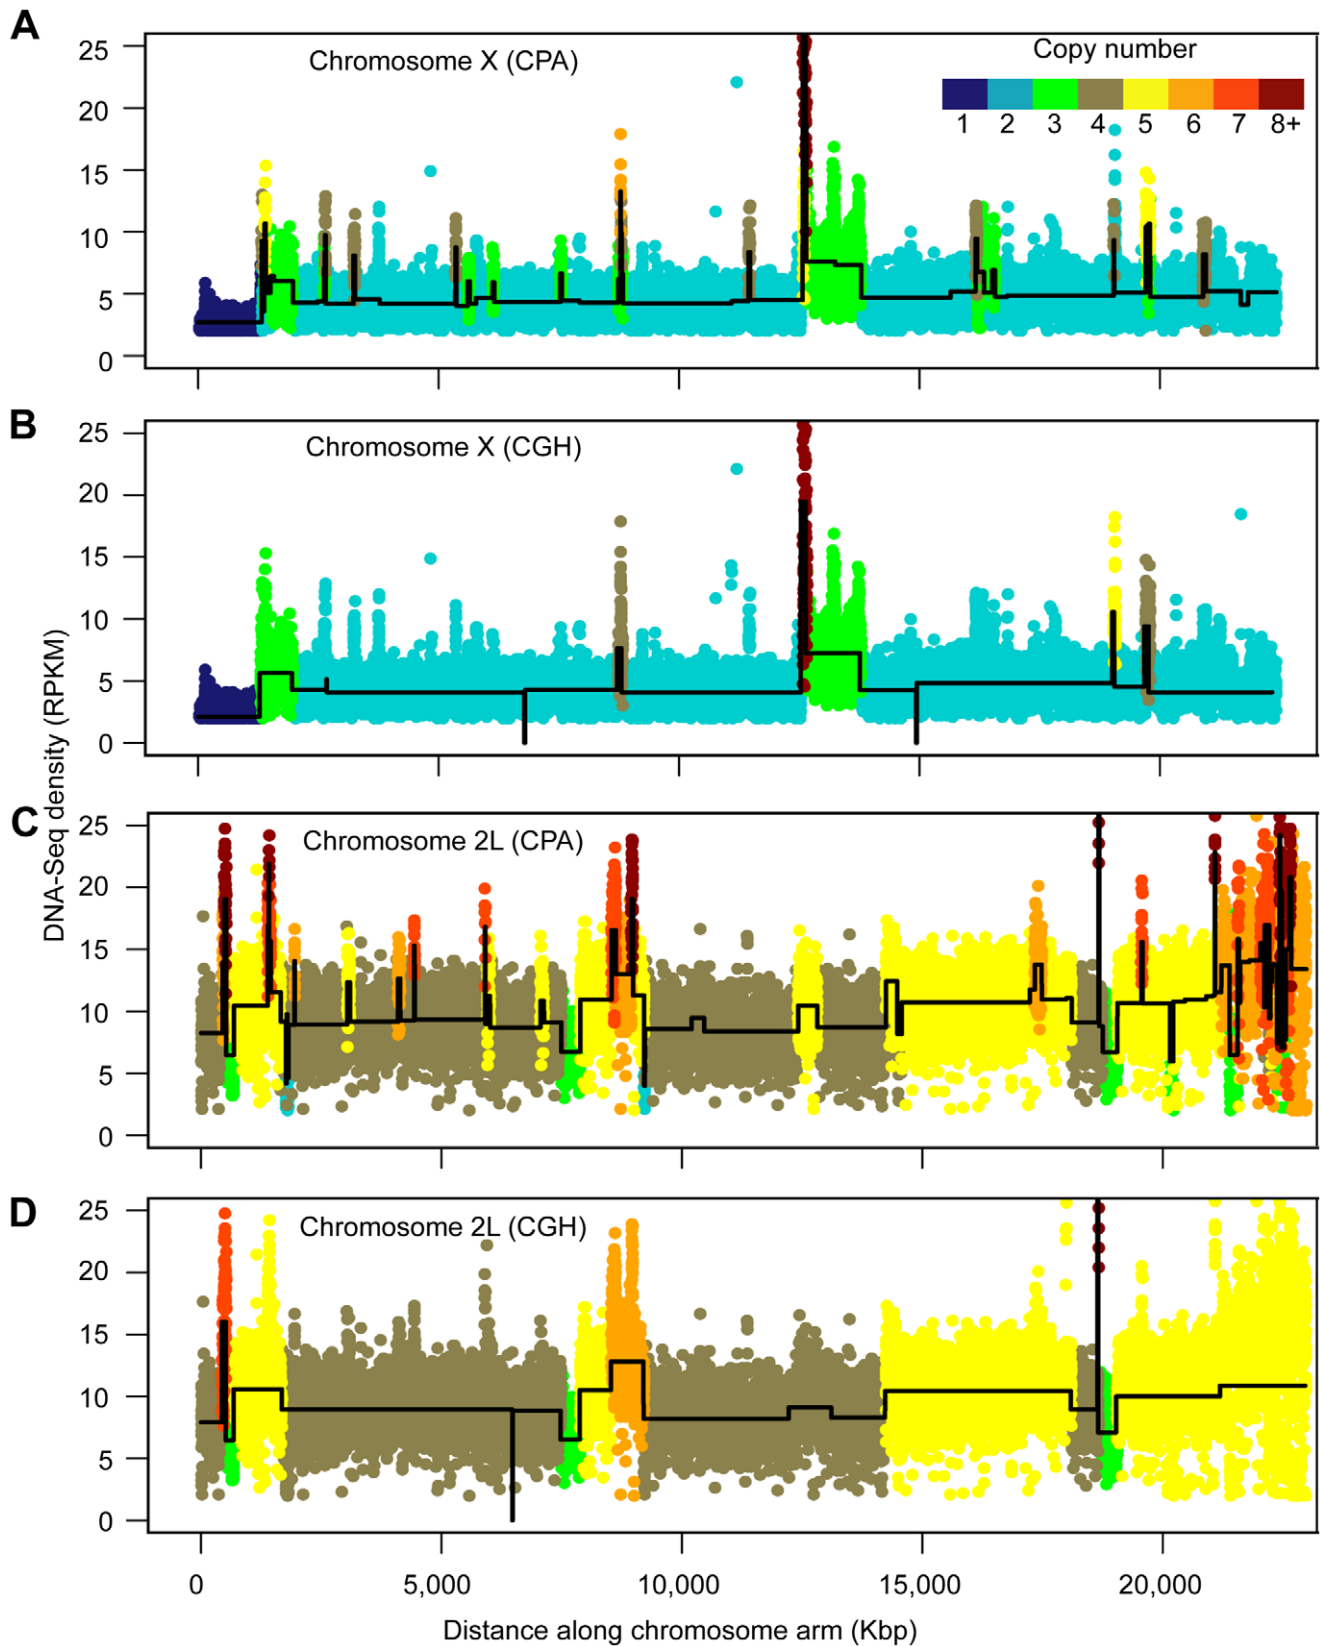 A
Chromosome X (CPA)
Copy number
1 2 3 4 5 6 7 8+
25
20
15
10
5
0
B
Chromosome X (CGH)
25
20
15
10
5
0
DNA-Seq density (RPKM)
C
Chromosome 2L (CPA)
25
20
15
10
5
0
D
Chromosome 2L (CGH)
25
20
15
10
5
0
0 5,000 10,000 15,000 20,000
Distance along chromosome arm (Kbp)